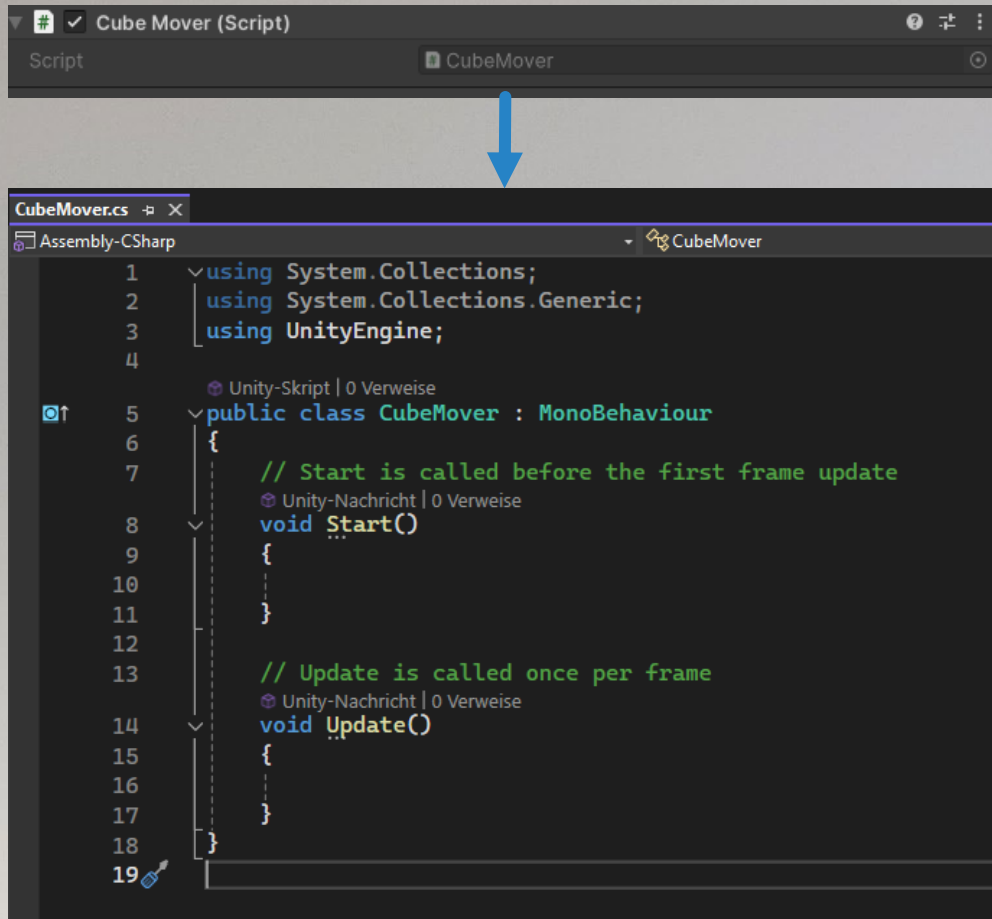 # Cube Mover (Script)
Script # CubeMover
CubeMover.cs
Assembly-CSharp CubeMover
1 using System.Collections;
2 using System.Collections.Generic;
3 using UnityEngine;
4
Unity-Skript | 0 Verweise
5 public class CubeMover : MonoBehaviour
6 {
7 // Start is called before the first frame update
Unity-Nachricht | 0 Verweise
8 void Start()
9 {
10
11 }
12
13 // Update is called once per frame
Unity-Nachricht | 0 Verweise
14 void Update()
15 {
16
17 }
18 }
19